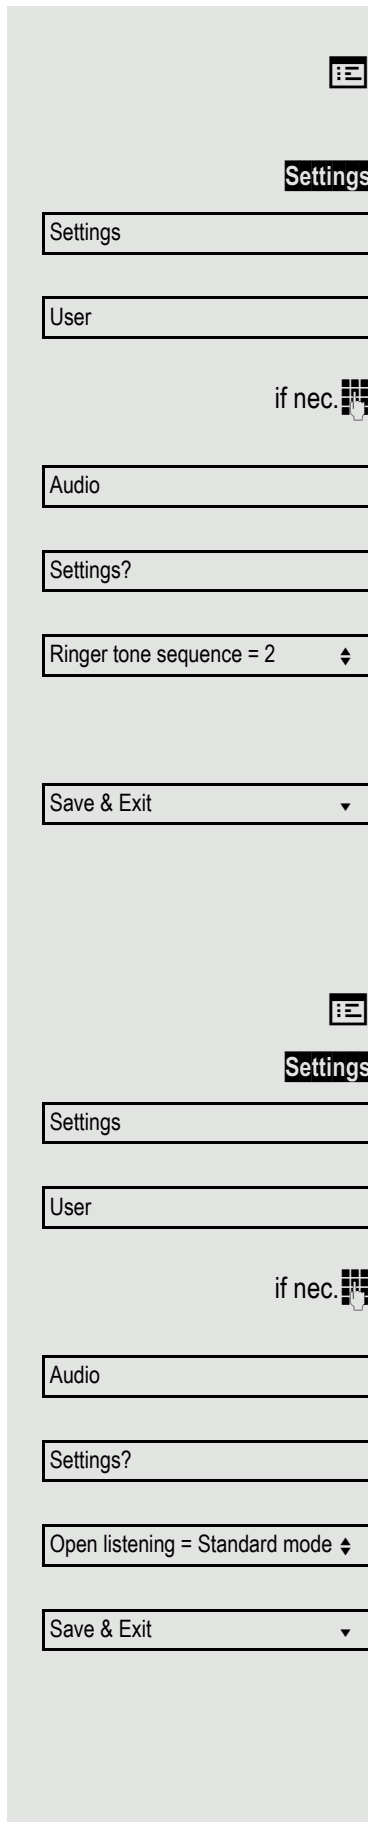 Settings
Settings
User
if nec.
Audio
Settings?
Ringer tone sequence = 2
Save & Exit
Settings
Settings
User
if nec.
Audio
Settings?
Open listening = Standard mode
Save & Exit